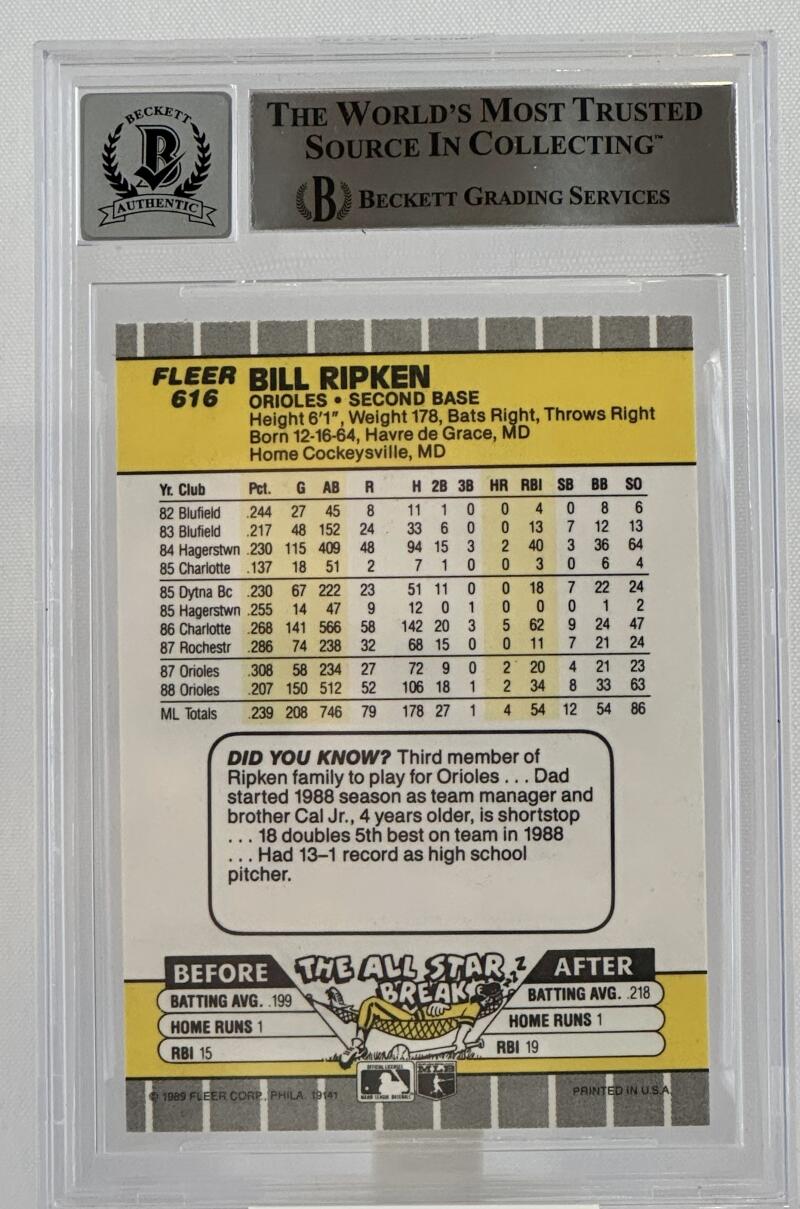 BECKETT
B
AUTHENTIC
THE WORLD'S MOST TRUSTED
SOURCE IN COLLECTING™
B BECKETT GRADING SERVICES
FLEER
616
BILL RIPKEN
ORIOLES • SECOND BASE
Height 6'1", Weight 178, Bats Right, Throws Right
Born 12-16-64, Havre de Grace, MD
Home Cockeysville, MD
Yr. Club Pct. G AB R H 2B 3B HR RBI SB BB SO
82 Blufield .244 27 45 8 11 1 0 0 4 0 8 6
83 Blufield .217 48 152 24 33 6 0 0 13 7 12 13
84 Hagerstwn .230 115 409 48 94 15 3 2 40 3 36 64
85 Charlotte .137 18 51 2 7 1 0 0 3 0 6 4
85 Dytna Bc .230 67 222 23 51 11 0 0 18 7 22 24
85 Hagerstwn .255 14 47 9 12 0 1 0 0 0 1 2
86 Charlotte .268 141 566 58 142 20 3 5 62 9 24 47
87 Rochestr .286 74 238 32 68 15 0 0 11 7 21 24
87 Orioles .308 58 234 27 72 9 0 2 20 4 21 23
88 Orioles .207 150 512 52 106 18 1 2 34 8 33 63
ML Totals .239 208 746 79 178 27 1 4 54 12 54 86
DID YOU KNOW? Third member of
Ripken family to play for Orioles . . . Dad
started 1988 season as team manager and
brother Cal Jr., 4 years older, is shortstop
. . . 18 doubles 5th best on team in 1988
. . . Had 13–1 record as high school
pitcher.
THE ALL STAR
BREAK
Z Z Z
BEFORE
BATTING AVG. .199
HOME RUNS 1
RBI 15
AFTER
BATTING AVG. .218
HOME RUNS 1
RBI 19
OFFICIAL LICENSEE
MAJOR LEAGUE BASEBALL
MLB
© 1989 FLEER CORP., PHILA. 19141
PRINTED IN U.S.A.